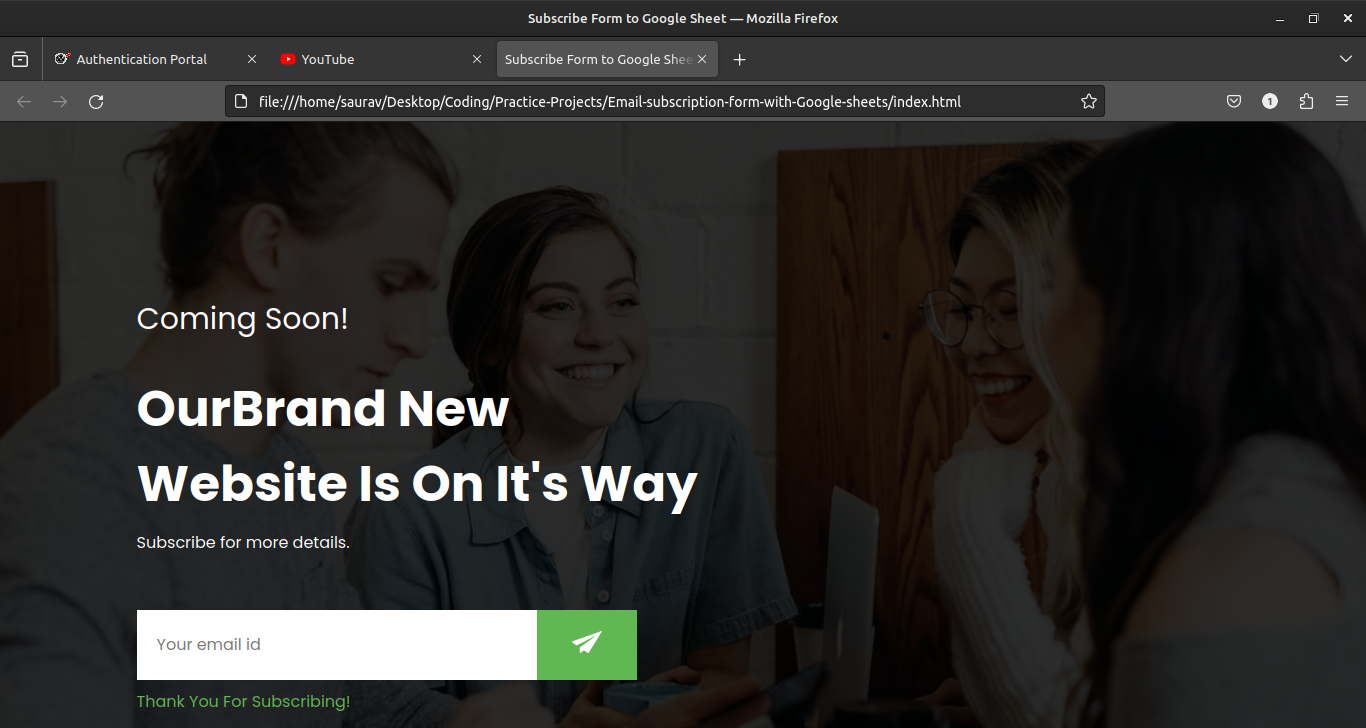 Subscribe Form to Google Sheet — Mozilla Firefox
Authentication Portal
YouTube
Subscribe Form to Google Shee
file:///home/saurav/Desktop/Coding/Practice-Projects/Email-subscription-form-with-Google-sheets/index.html
1
Coming Soon!
OurBrand New
Website Is On It's Way
Subscribe for more details.
Your email id
Thank You For Subscribing!